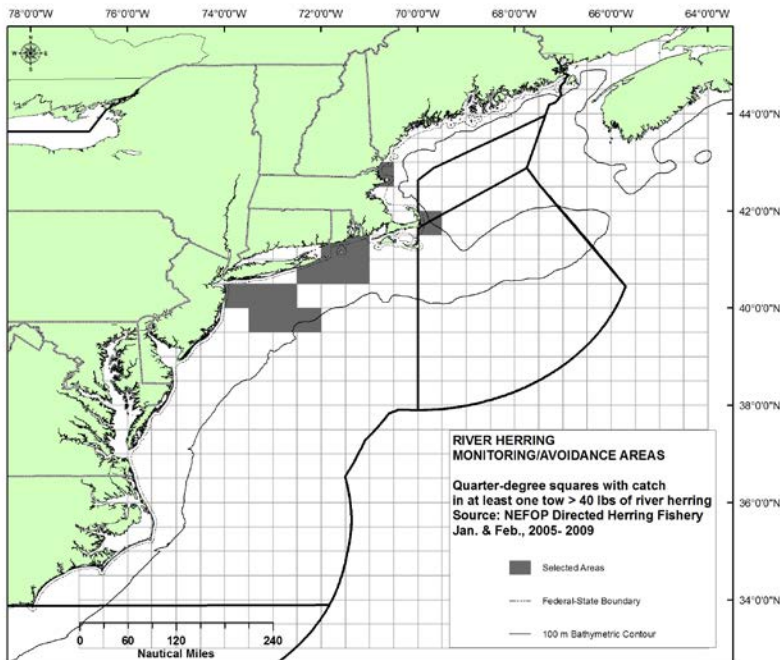 78°0'0"W 76°0'0"W 74°0'0"W 72°0'0"W 70°0'0"W 68°0'0"W 66°0'0"W 64°0'0"W
N
W E
S
44°0'0"N
42°0'0"N
40°0'0"N
38°0'0"N
36°0'0"N
34°0'0"N
RIVER HERRING
MONITORING/AVOIDANCE AREAS
Quarter-degree squares with catch
in at least one tow > 40 lbs of river herring
Source: NEFOP Directed Herring Fishery
Jan. & Feb., 2005- 2009
Selected Areas
Federal-State Boundary
100 m Bathymetric Contour
0 60 120 240
Nautical Miles